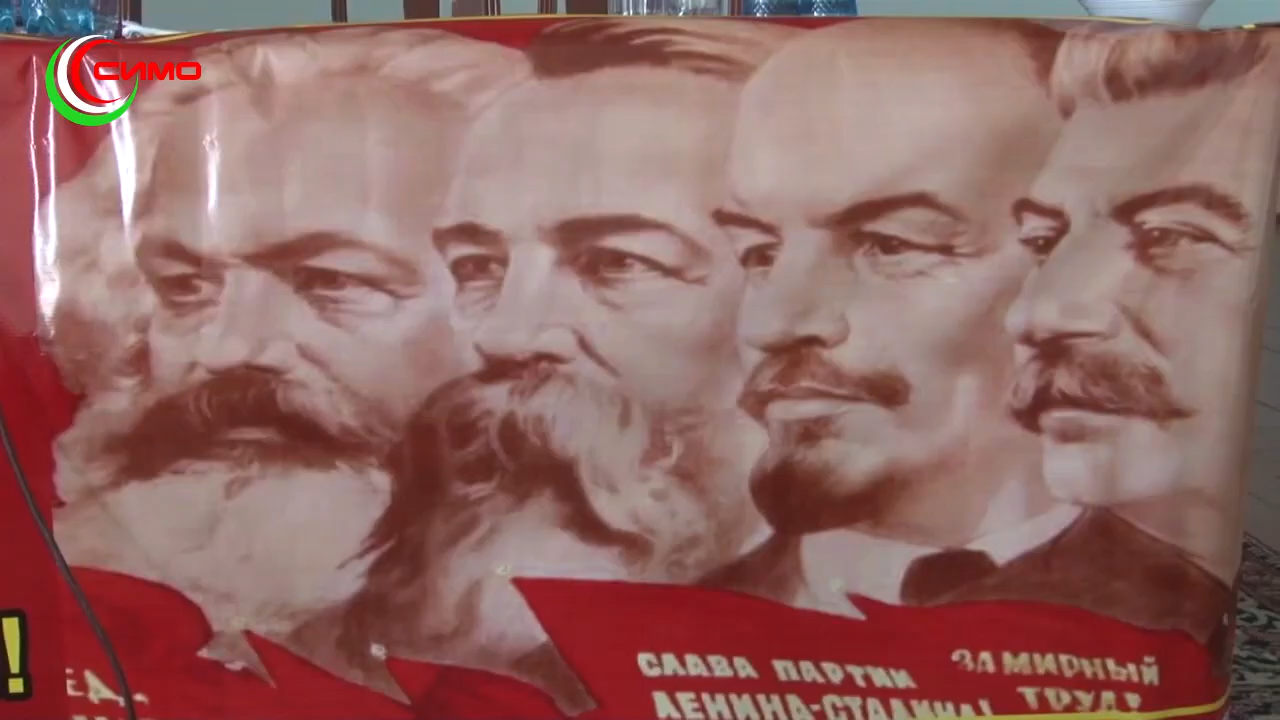 СИМО
!
СЛАВА ПАРТИИ
ЛЕНИНА-СТАЛИНА!
ЗА МИРНЫЙ
ТРУД!